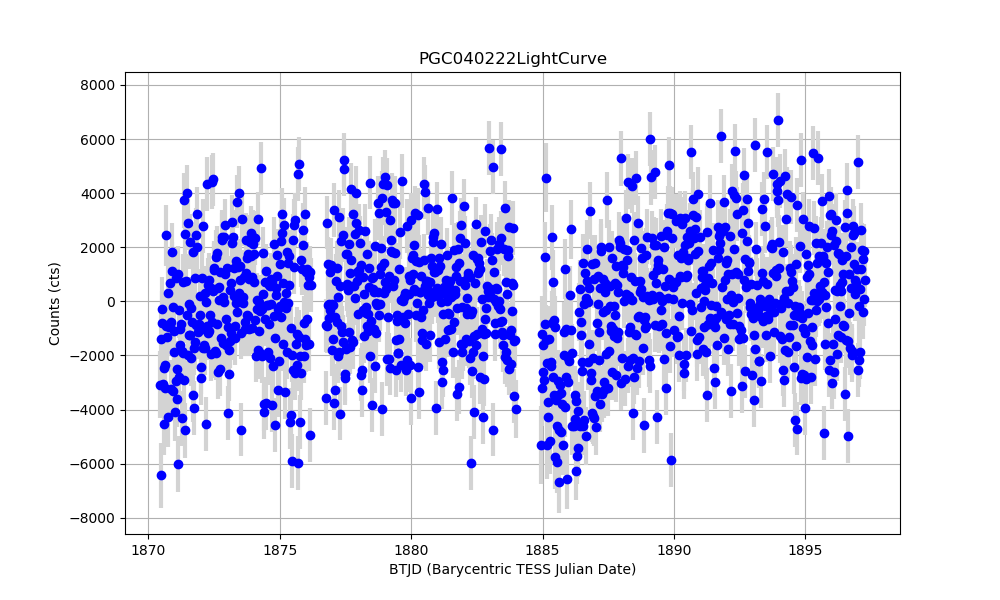 PGC040222LightCurve
8000
6000
4000
2000
0
−2000
−4000
−6000
−8000
Counts (cts)
1870 1875 1880 1885 1890 1895
BTJD (Barycentric TESS Julian Date)